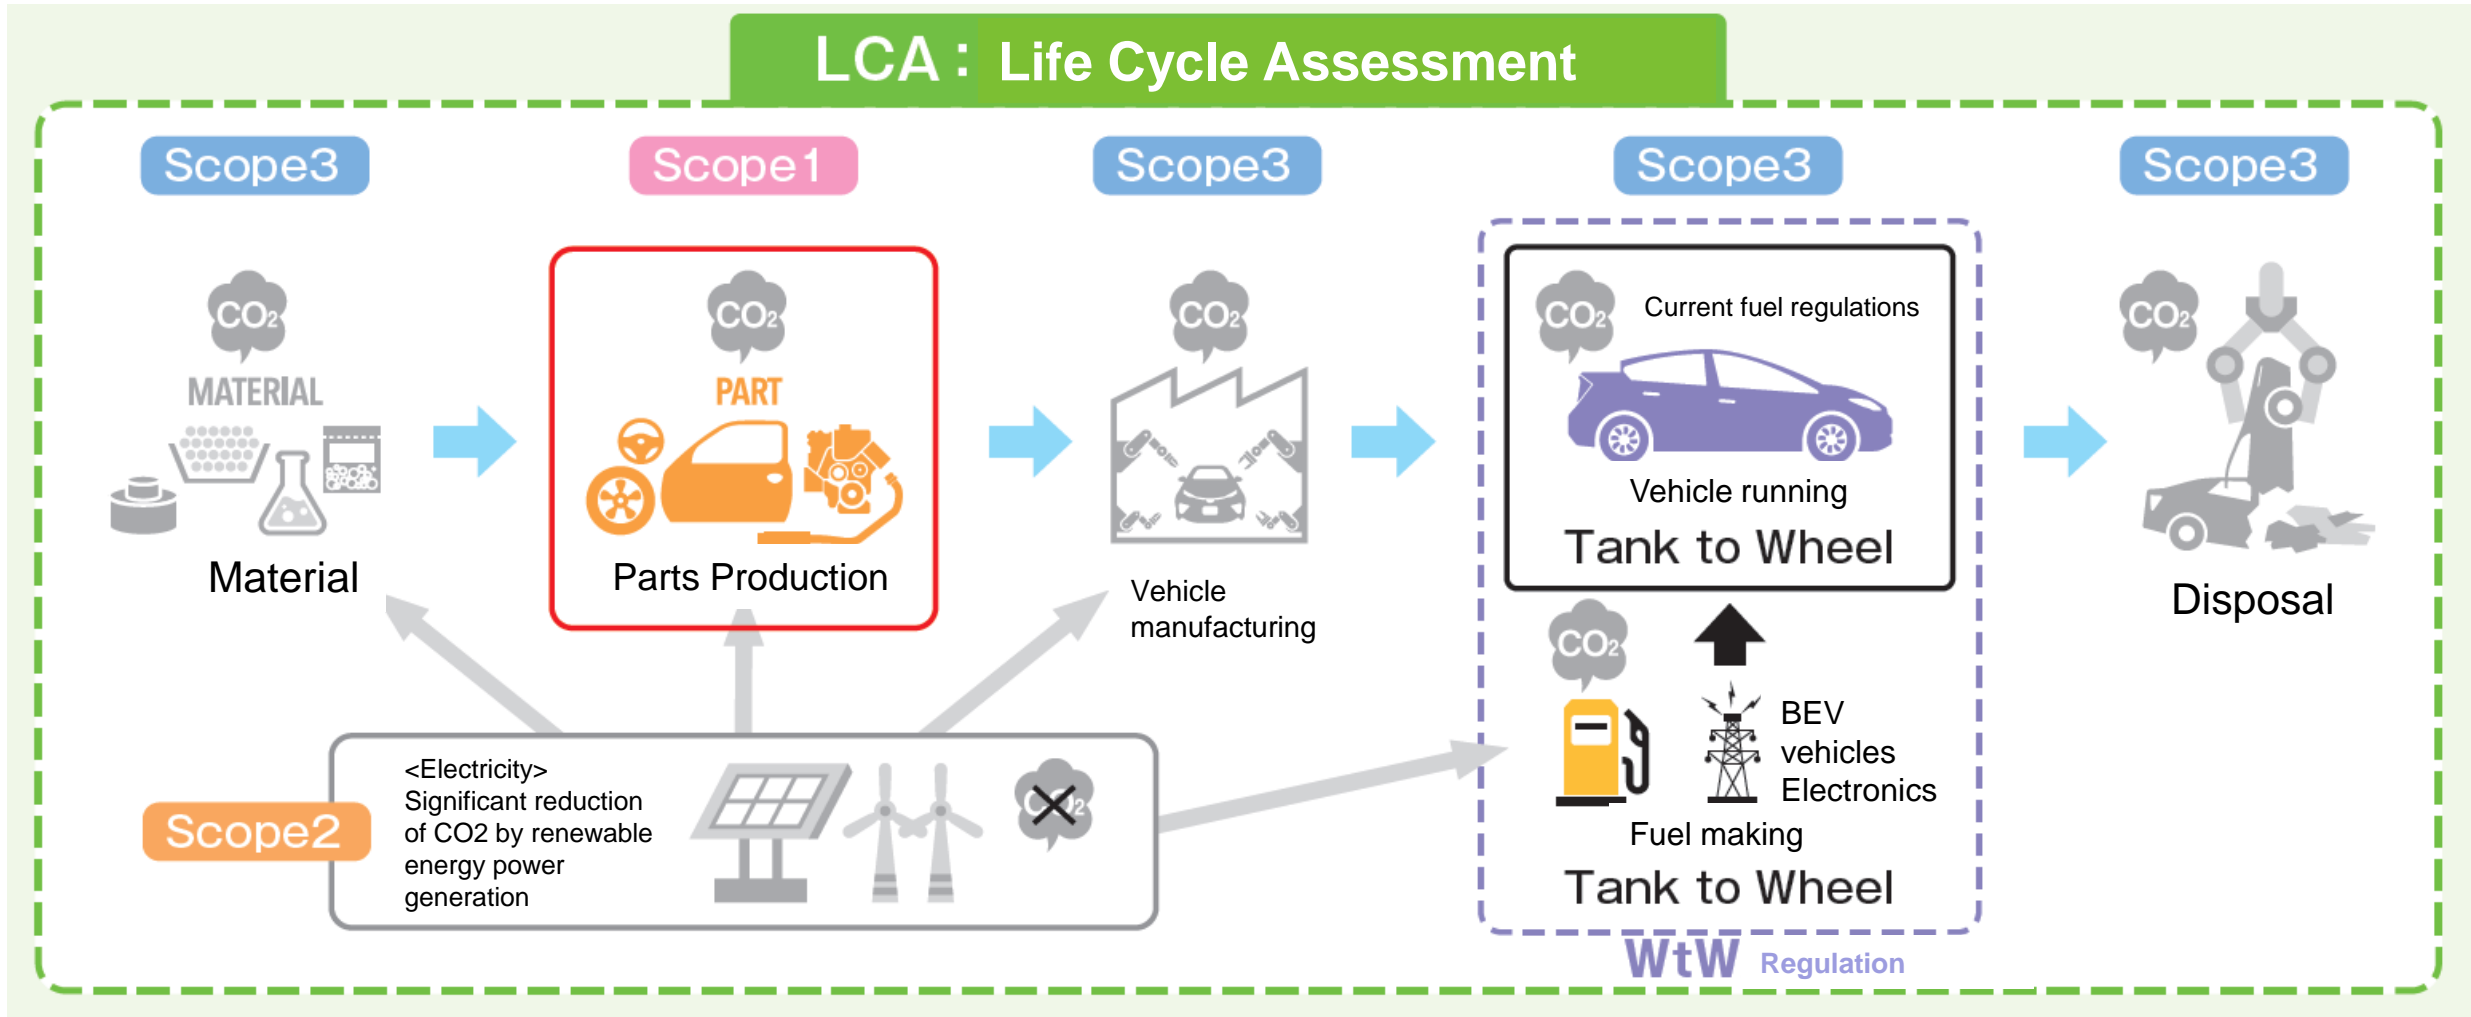 LCA : Life Cycle Assessment
Scope3
Scope1
Scope3
Scope3
Scope3
CO2
MATERIAL
Material
CO2
PART
Parts Production
CO2
Vehicle
manufacturing
CO2
Current fuel regulations
Vehicle running
Tank to Wheel
CO2
BEV
vehicles
Electronics
Fuel making
Tank to Wheel
WtW Regulation
CO2
Disposal
Scope2
<Electricity>
Significant reduction
of CO2 by renewable
energy power
generation
CO2